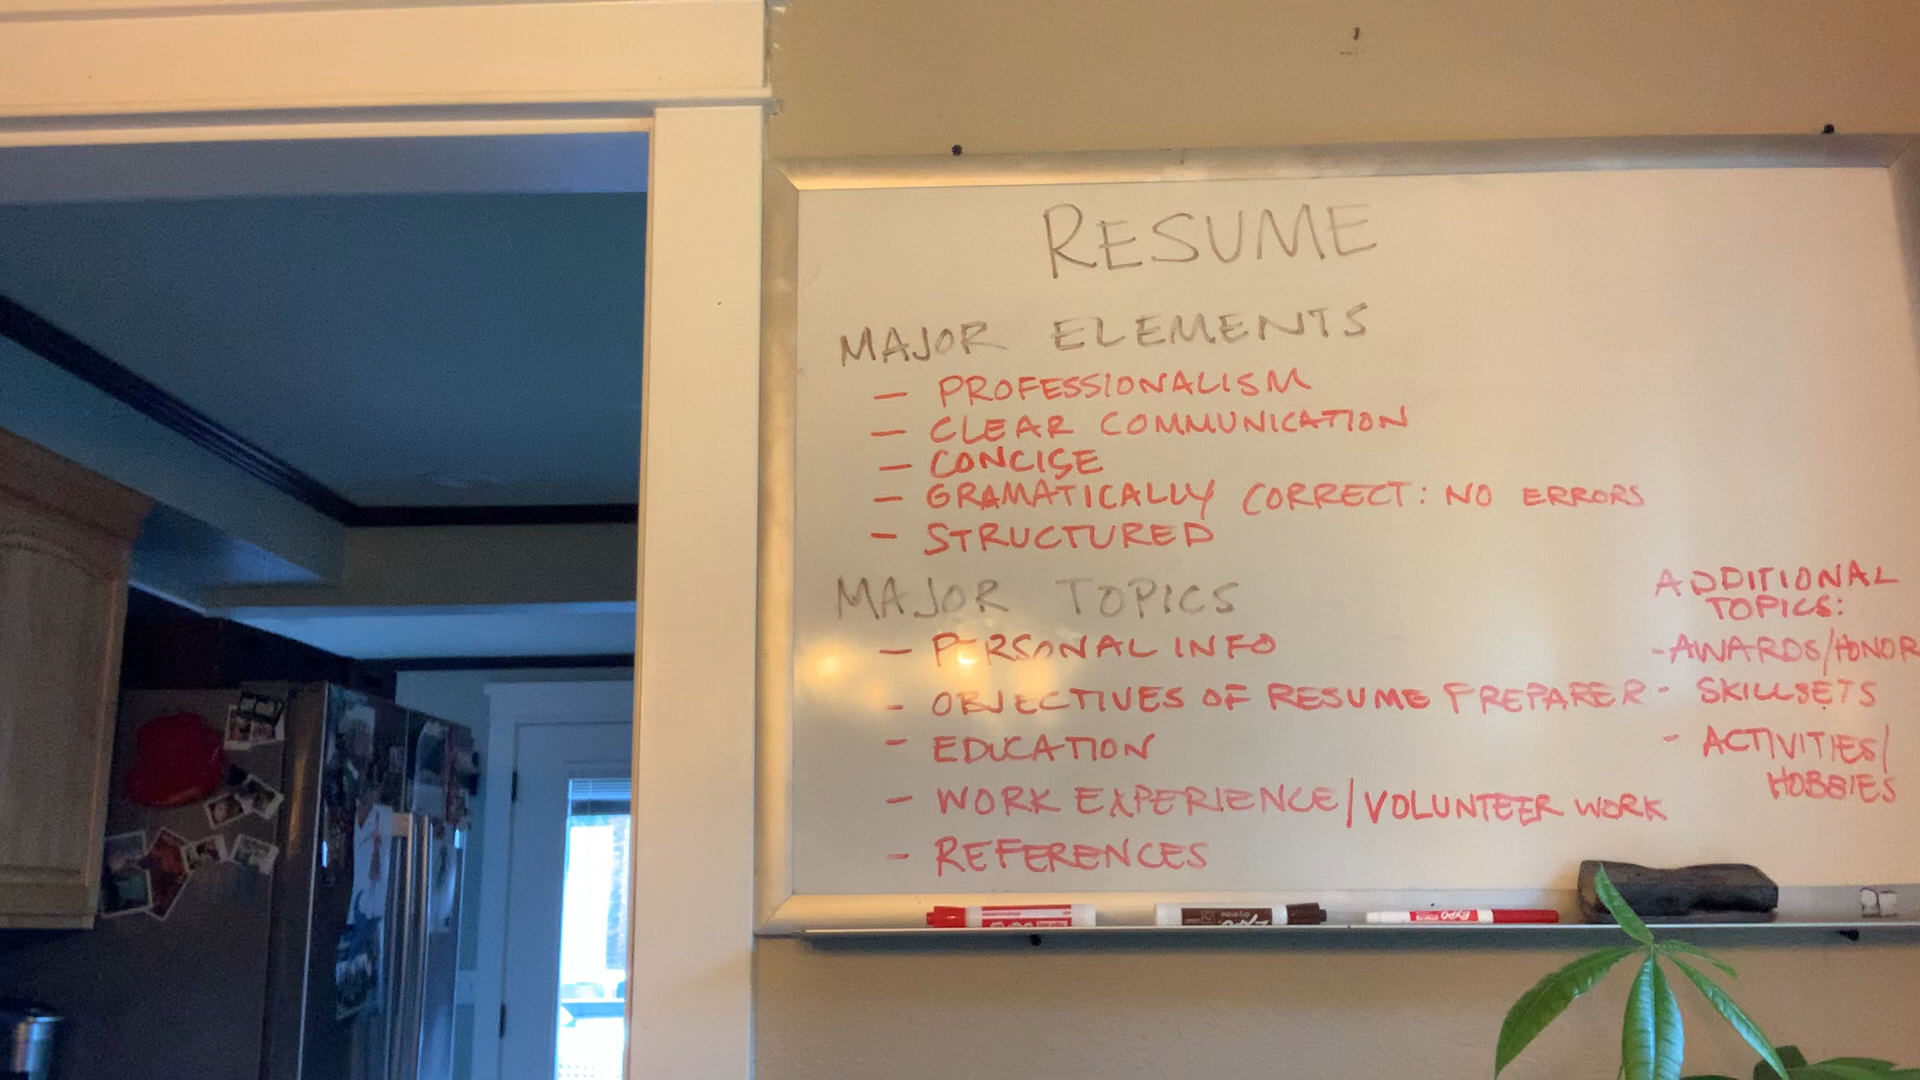 RESUME
MAJOR ELEMENTS
— PROFESSIONALISM
— CLEAR COMMUNICATION
— CONCISE
— GRAMATICALLY CORRECT: NO ERRORS
— STRUCTURED
MAJOR TOPICS
— PERSONAL INFO
- OBJECTIVES OF RESUME PREPARER
- EDUCATION
- WORK EXPERIENCE/VOLUNTEER WORK
- REFERENCES
ADDITIONAL
TOPICS:
-AWARDS/HONOR
- SKILLSETS
- ACTIVITIES/
HOBBIES
EXPO